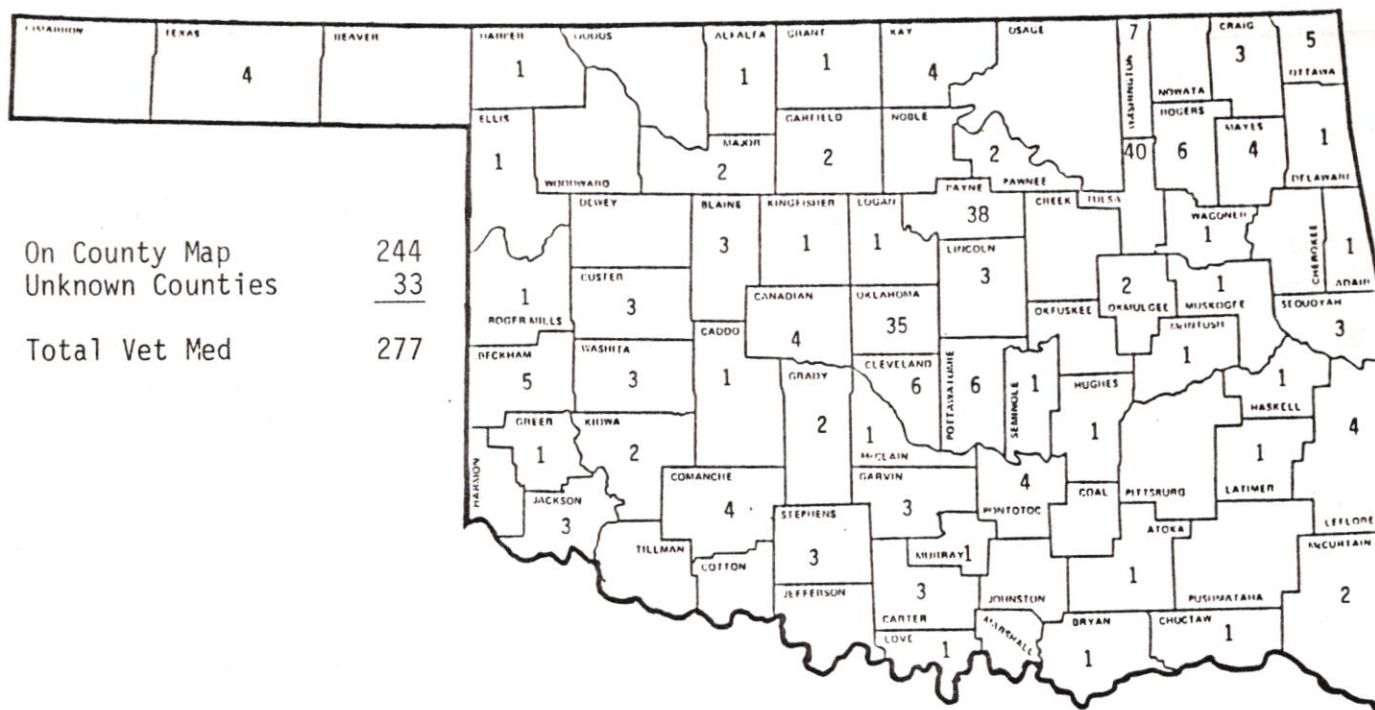 CIMARRON TEXAS BEAVER HARPER WOODS ALFALFA GRANT KAY OSAGE 7 CRAIG 5
4 1 1 1 4 WASHINGTON NOWATA 3 OTTAWA
ELLIS MAJOR GARFIELD NOBLE ROGERS MAYES
1 WOODWARD 2 2 2 PAWNEE 40 6 4 1 DELAWARE
DEWEY BLAINE KINGFISHER LOGAN PAYNE CREEK TULSA WAGONER
3 1 1 38 1 CHEROKEE 1 ADAIR
On County Map 244
Unknown Counties 33
Total Vet Med 277
CUSTER CANADIAN OKLAHOMA LINCOLN OKFUSKEE OKMULGEE MUSKOGEE SEQUOYAH
1 3 4 35 3 2 1 3
ROGER MILLS
BECKHAM WASHITA CADDO GRADY CLEVELAND POTTAWATOMIE SEMINOLE HUGHES McINTOSH HASKELL
5 3 1 2 6 6 1 1 1 1
GREER KIOWA McCLAIN PITTSBURG LATIMER LEFLORE
1 2 1 1 4
HARMON JACKSON COMANCHE STEPHENS GARVIN PONTOTOC COAL
3 4 3 3 4
TILLMAN COTTON JEFFERSON MURRAY JOHNSTON ATOKA PUSHMATAHA McCURTAIN
1 1 2
CARTER LOVE MARSHALL BRYAN CHOCTAW
3 1 1 1